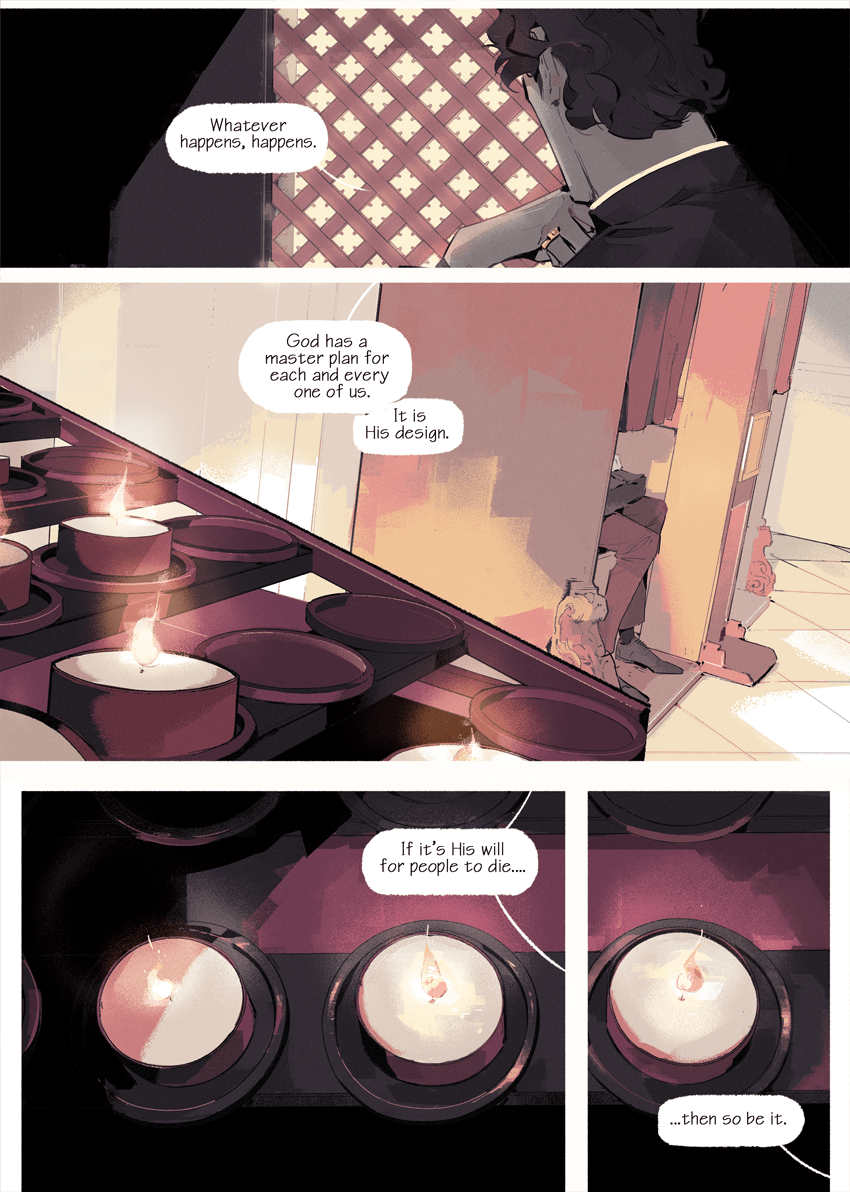 Whatever
happens, happens.
God has a
master plan for
each and every
one of us.
It is
His design.
If it's His will
for people to die....
...then so be it.